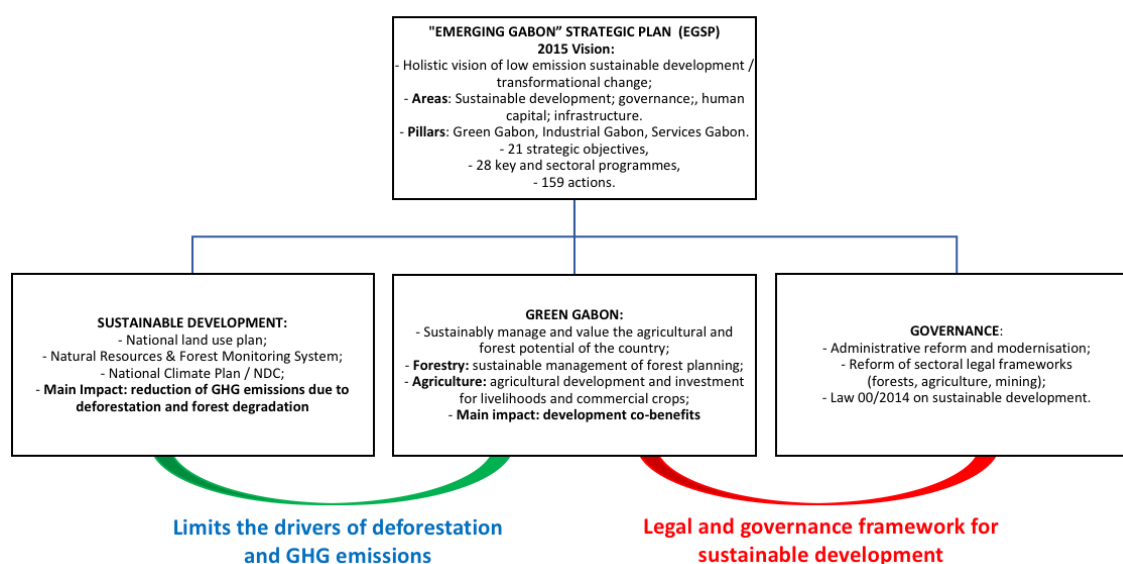 "EMERGING GABON” STRATEGIC PLAN (EGSP)
2015 Vision:
- Holistic vision of low emission sustainable development /
transformational change;
- Areas: Sustainable development; governance;, human
capital; infrastructure.
- Pillars: Green Gabon, Industrial Gabon, Services Gabon.
- 21 strategic objectives,
- 28 key and sectoral programmes,
- 159 actions.
SUSTAINABLE DEVELOPMENT:
- National land use plan;
- Natural Resources & Forest Monitoring System;
- National Climate Plan / NDC;
- Main Impact: reduction of GHG emissions due to
deforestation and forest degradation
GREEN GABON:
- Sustainably manage and value the agricultural and
forest potential of the country;
- Forestry: sustainable management of forest planning;
- Agriculture: agricultural development and investment
for livelihoods and commercial crops;
- Main impact: development co-benefits
GOVERNANCE:
- Administrative reform and modernisation;
- Reform of sectoral legal frameworks
(forests, agriculture, mining);
- Law 00/2014 on sustainable development.
Limits the drivers of deforestation
and GHG emissions
Legal and governance framework for
sustainable development